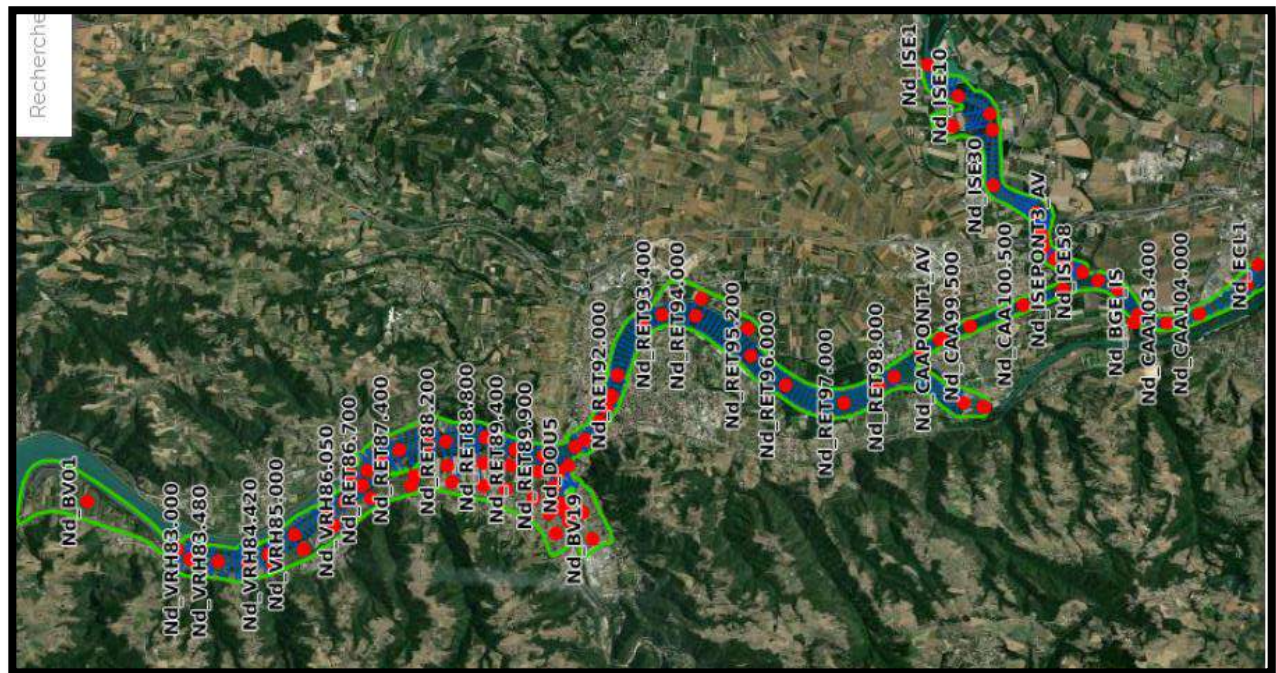 Recherche
Nd_BV01
Nd_VRH83.000
Nd_VRH83.480
Nd_VRH84.420
Nd_VRH85.000
Nd_VRH86.050
Nd_RET86.700
Nd_RET87.400
Nd_RET88.200
Nd_RET88.800
Nd_RET89.400
Nd_RET89.900
Nd_DOU5
Nd_BV19
Nd_RET92.000
Nd_RET93.400
Nd_RET94.000
Nd_RET95.200
Nd_RET96.000
Nd_RET97.000
Nd_RET98.000
Nd_CAAPONT1_AV
Nd_CAA99.500
Nd_CAA100.500
Nd_ISE1
Nd_ISE10
Nd_ISE30
Nd_ISEPONT3_AV
Nd_ISE58
Nd_BGE_IS
Nd_CAA103.400
Nd_CAA104.000
Nd_ECL1